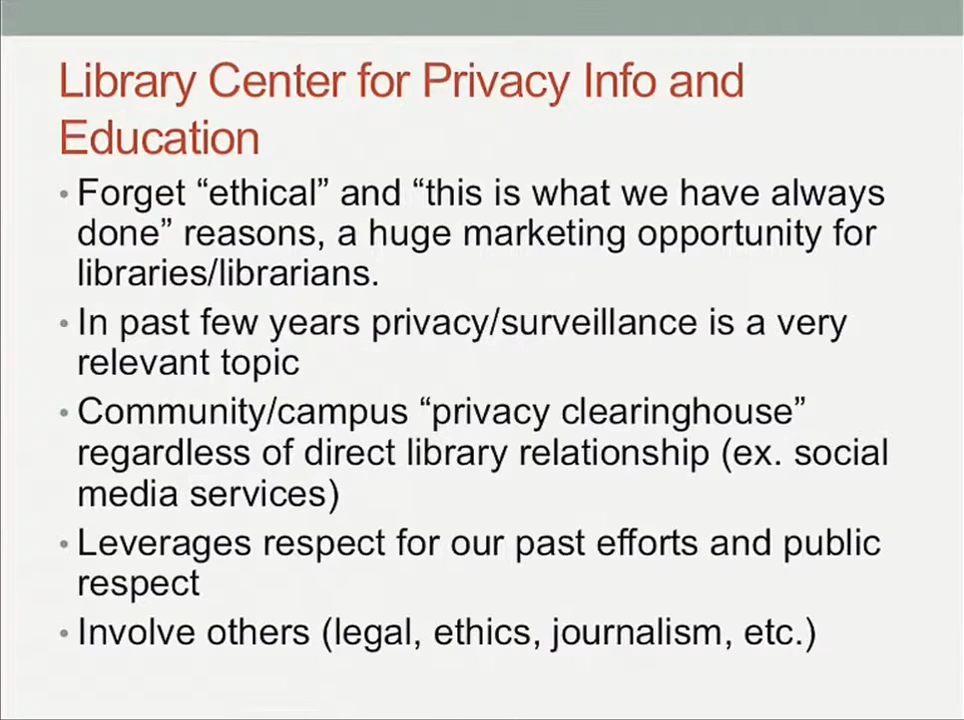 Library Center for Privacy Info and
Education
• Forget “ethical” and “this is what we have always
done” reasons, a huge marketing opportunity for
libraries/librarians.
• In past few years privacy/surveillance is a very
relevant topic
• Community/campus “privacy clearinghouse”
regardless of direct library relationship (ex. social
media services)
• Leverages respect for our past efforts and public
respect
• Involve others (legal, ethics, journalism, etc.)